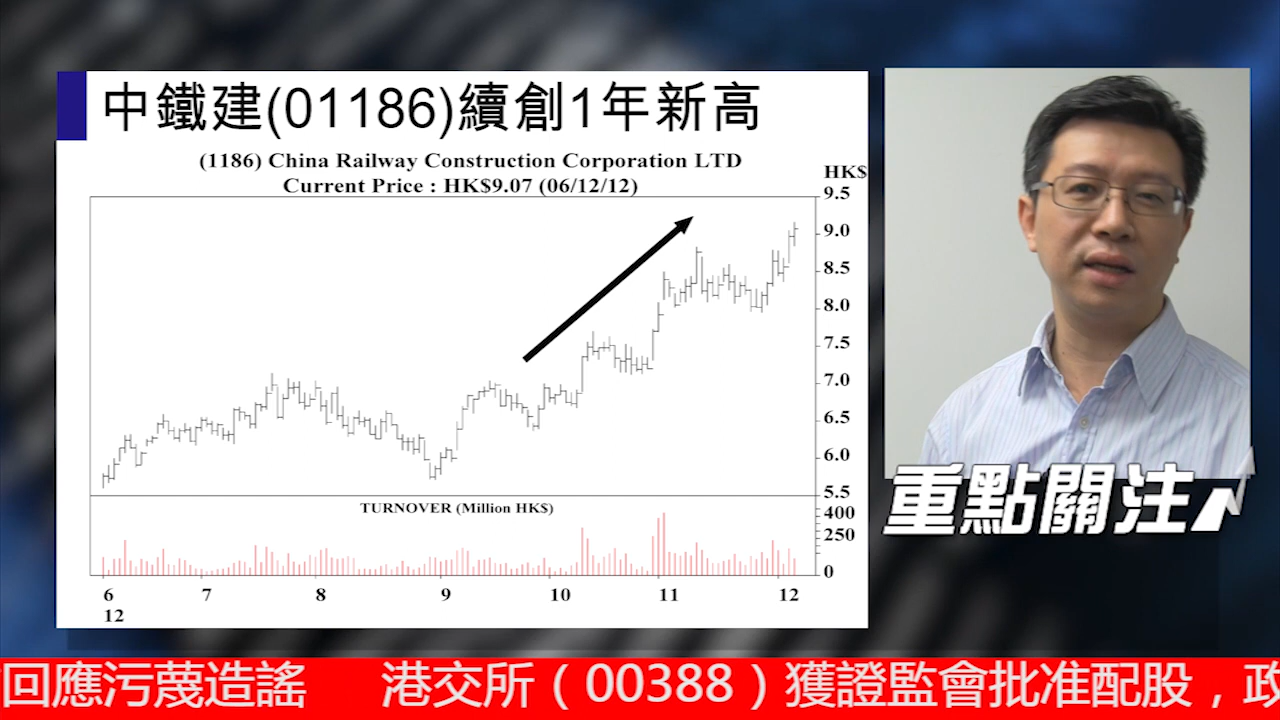 中鐵建(01186)續創1年新高
(1186) China Railway Construction Corporation LTD
Current Price : HK$9.07 (06/12/12)
HK$
9.5
9.0
8.5
8.0
7.5
7.0
6.5
6.0
5.5
TURNOVER (Million HK$)
400
250
0
6 7 8 9 10 11 12
12
重點關注
回應污蔑造謠 港交所（00388）獲證監會批准配股，政